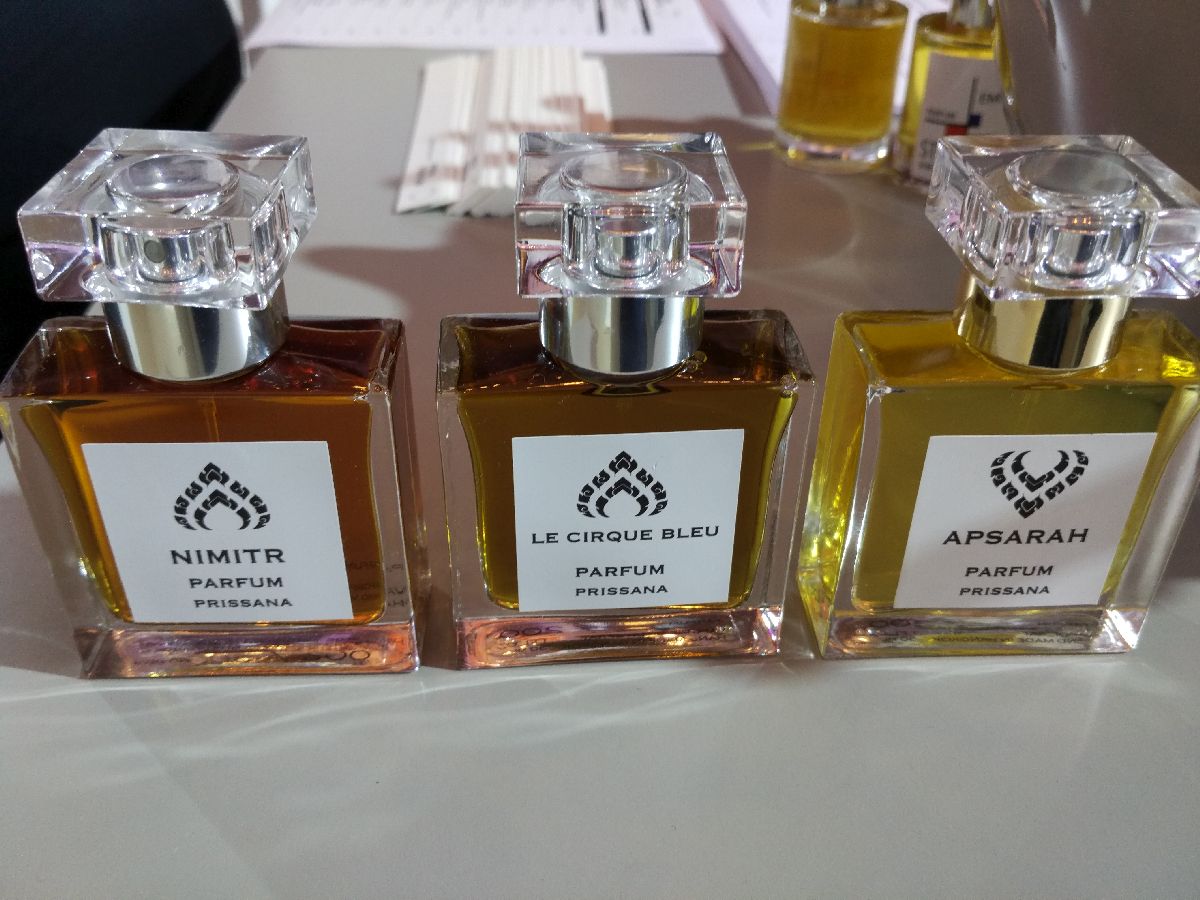 NIMITR
PARFUM
PRISSANA
LE CIRQUE BLEU
PARFUM
PRISSANA
APSARAH
PARFUM
PRISSANA